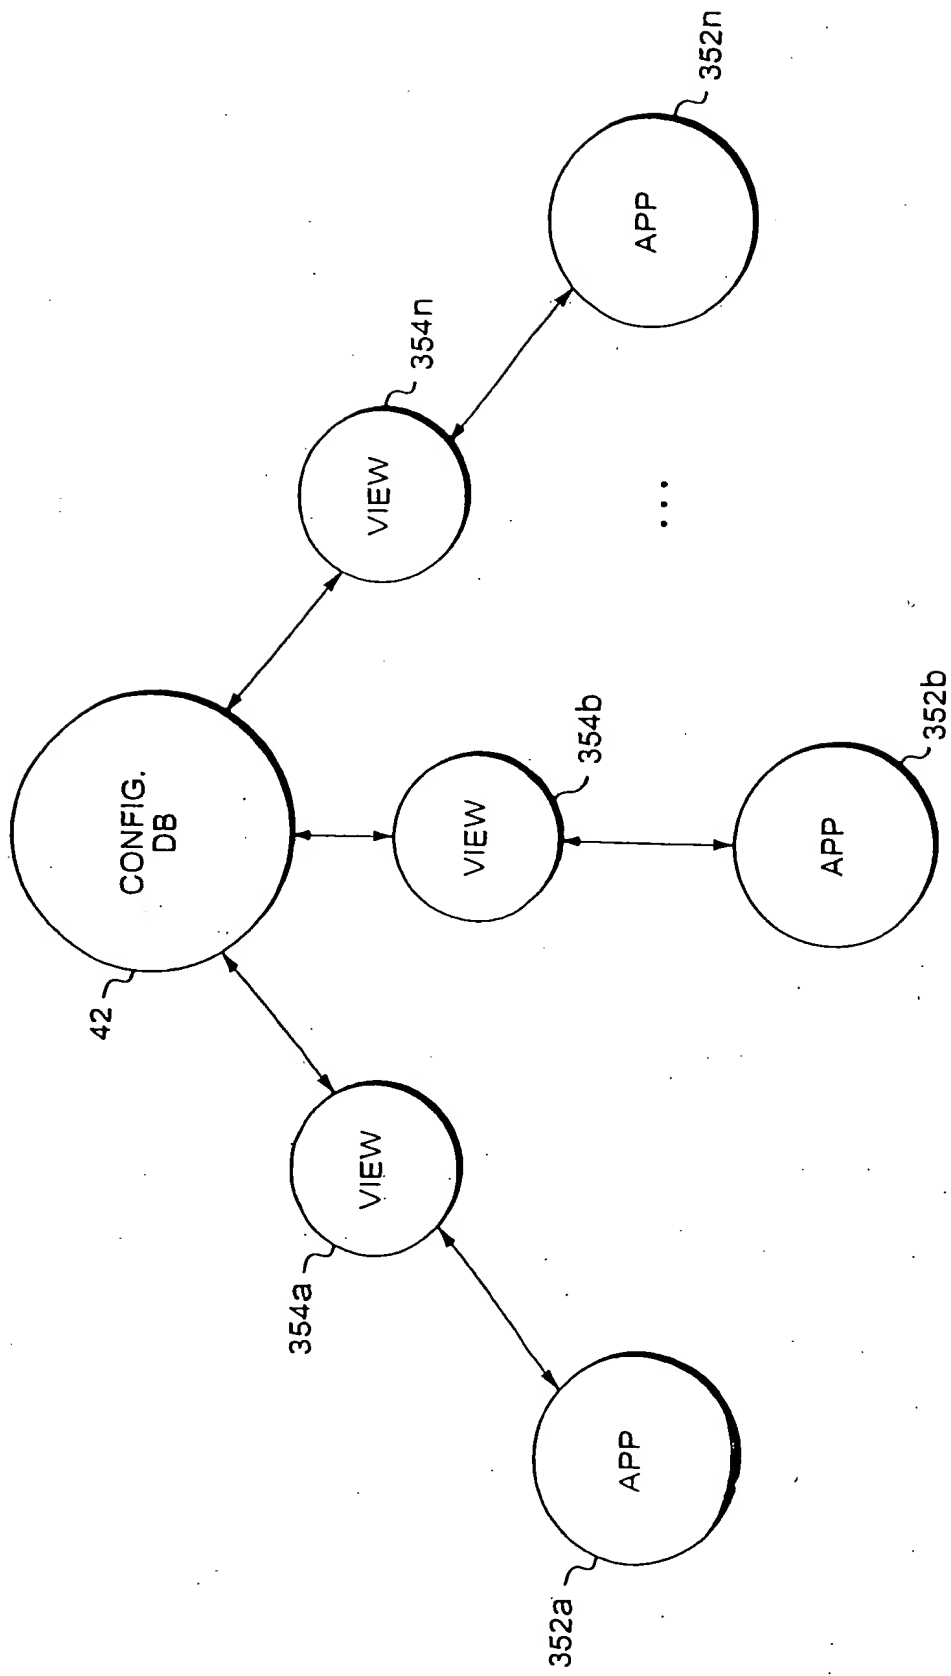 CONFIG.
DB
42
VIEW
354a
VIEW
354b
VIEW
354n
APP
352a
APP
352b
...
APP
352n